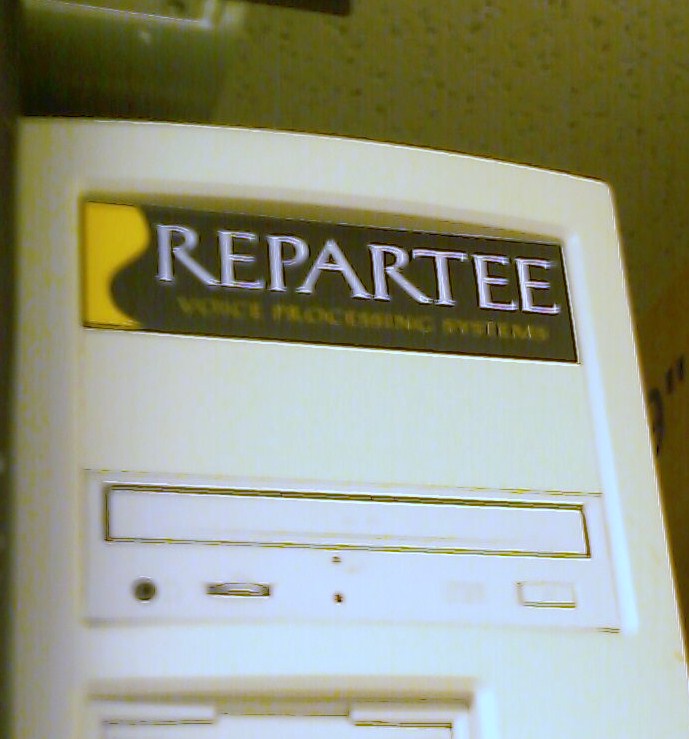 REPARTEE
VOICE PROCESSING SYSTEMS